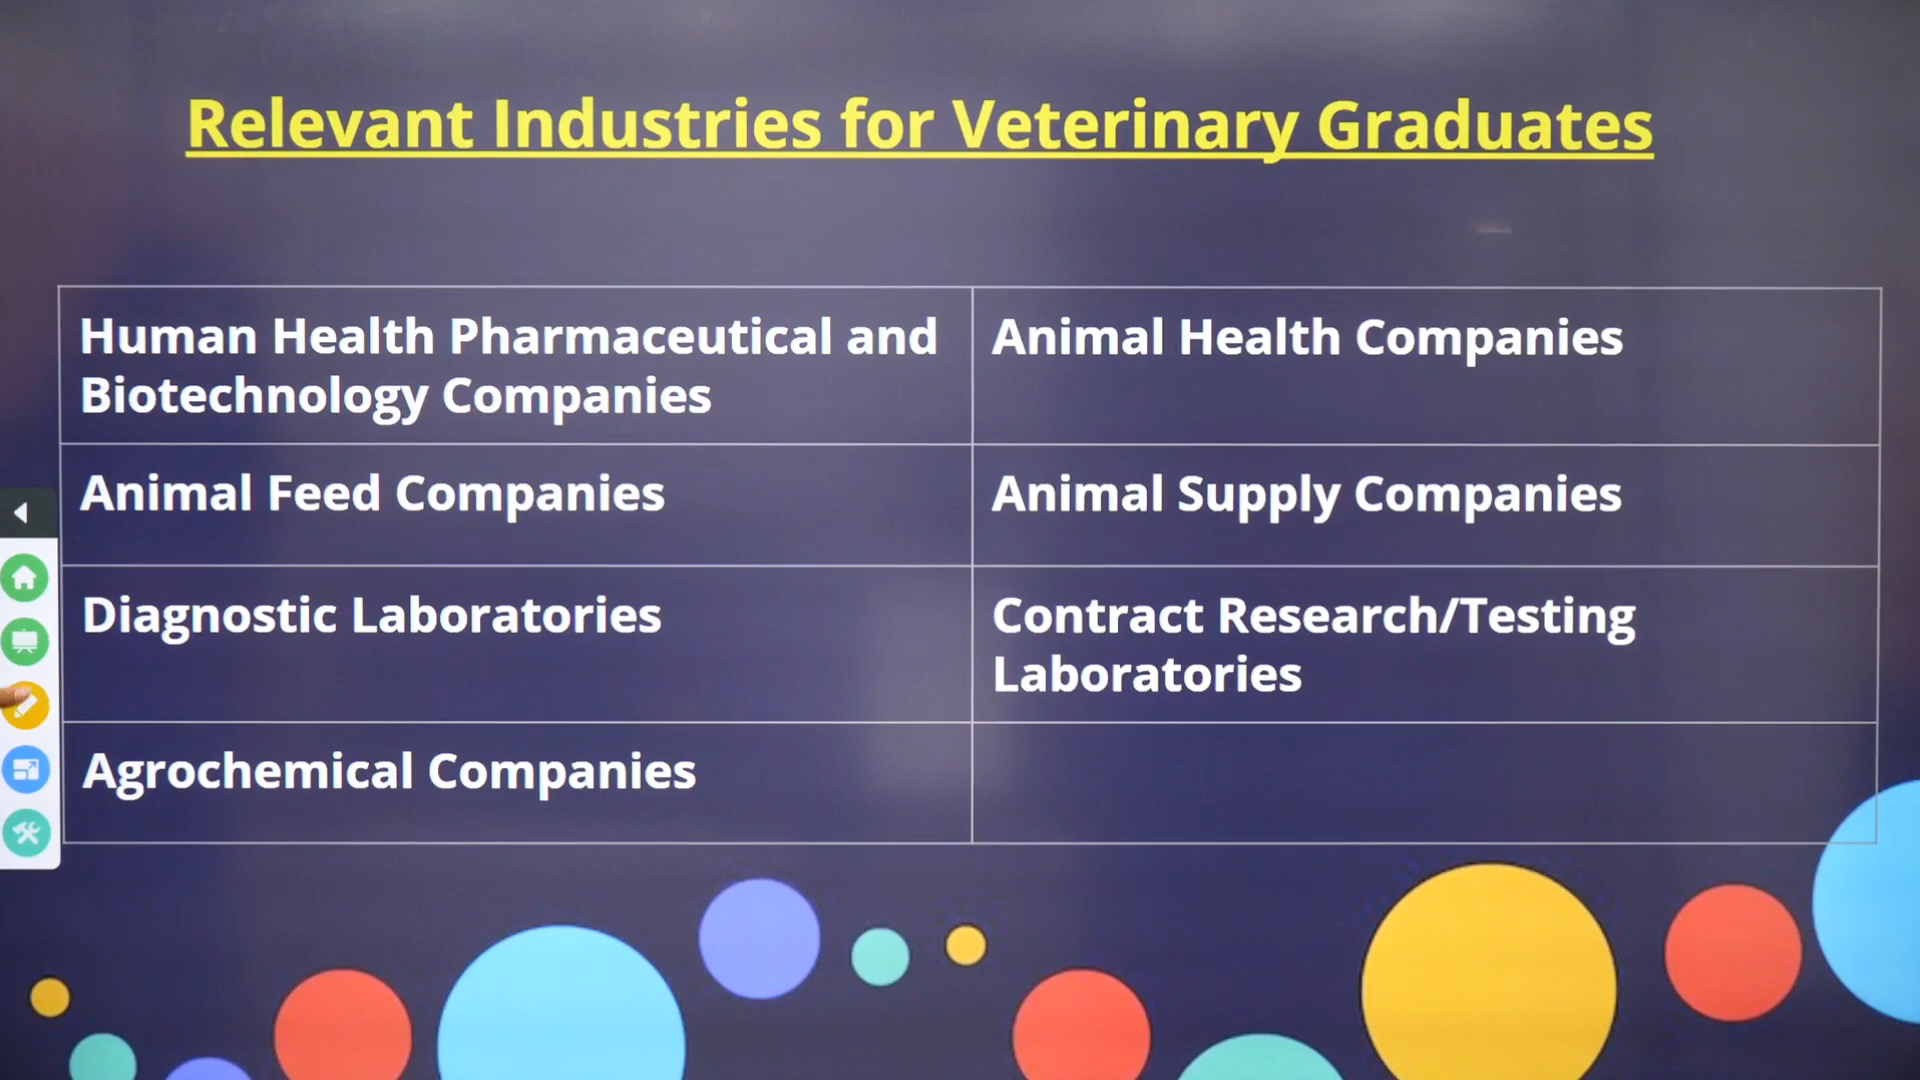 Relevant Industries for Veterinary Graduates
Human Health Pharmaceutical and
Biotechnology Companies
Animal Health Companies
Animal Feed Companies
Animal Supply Companies
Diagnostic Laboratories
Contract Research/Testing
Laboratories
Agrochemical Companies